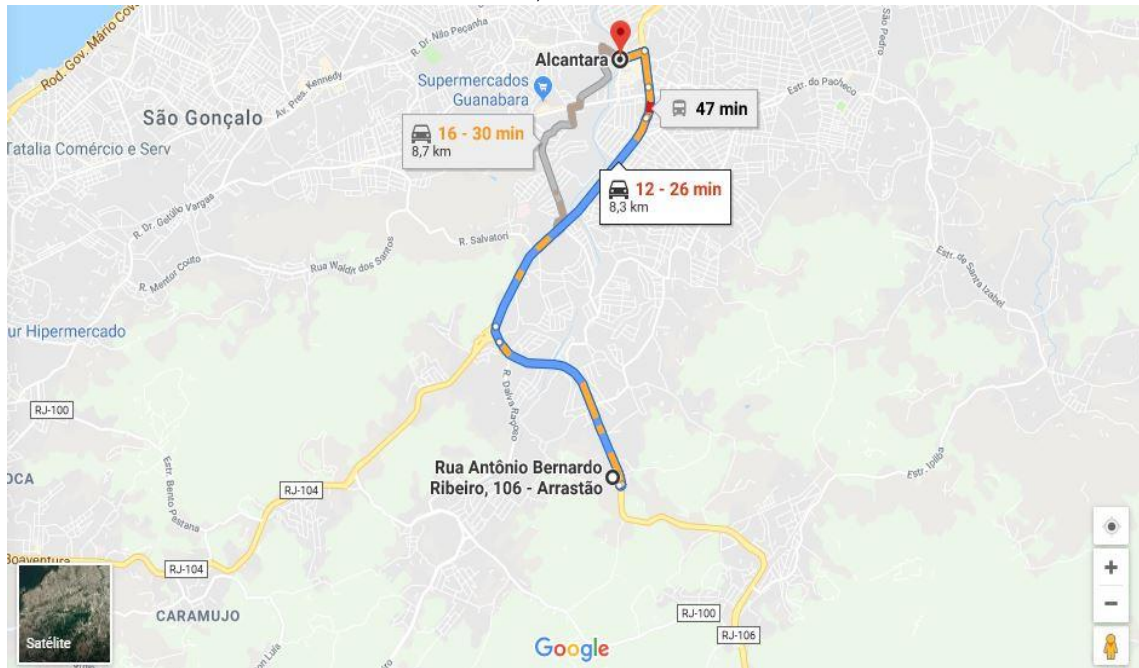 Rod. Gov. Mário Cov
R. Dr. Nilo Peçanha
Av. Pres. Kennedy
São Gonçalo
Tatalia Comércio e Serv
Supermercados
Guanabara
Alcantara
47 min
16 - 30 min
8,7 km
12 - 26 min
8,3 km
Estr. do Pacheco
São Pedro
R. Dr. Getúlio Vargas
R. Mentor Couto
Rua Waldir dos Santos
R. Salvatori
Estr. de Santa Izabel
ur Hipermercado
R. Dalva Raposo
RJ-100
OCA
Estr. Bento Pestana
RJ-104
Rua Antônio Bernardo
Ribeiro, 106 - Arrastão
Estr. Ipiíba
Boaventura
RJ-104
CARAMUJO
Satélite
Google
RJ-100
RJ-106
+
−